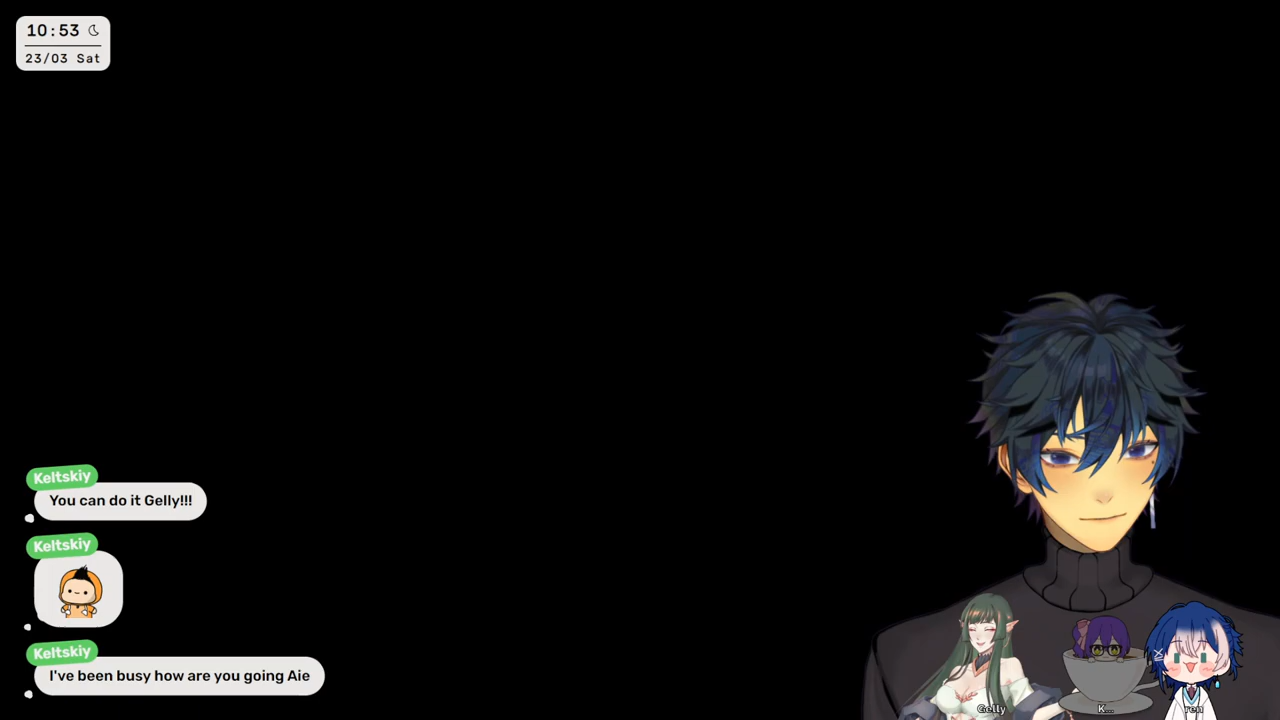 10:53
23/03 Sat
Keltskiy
You can do it Gelly!!!
Keltskiy
Keltskiy
I've been busy how are you going Aie
Gelly
K...
ren